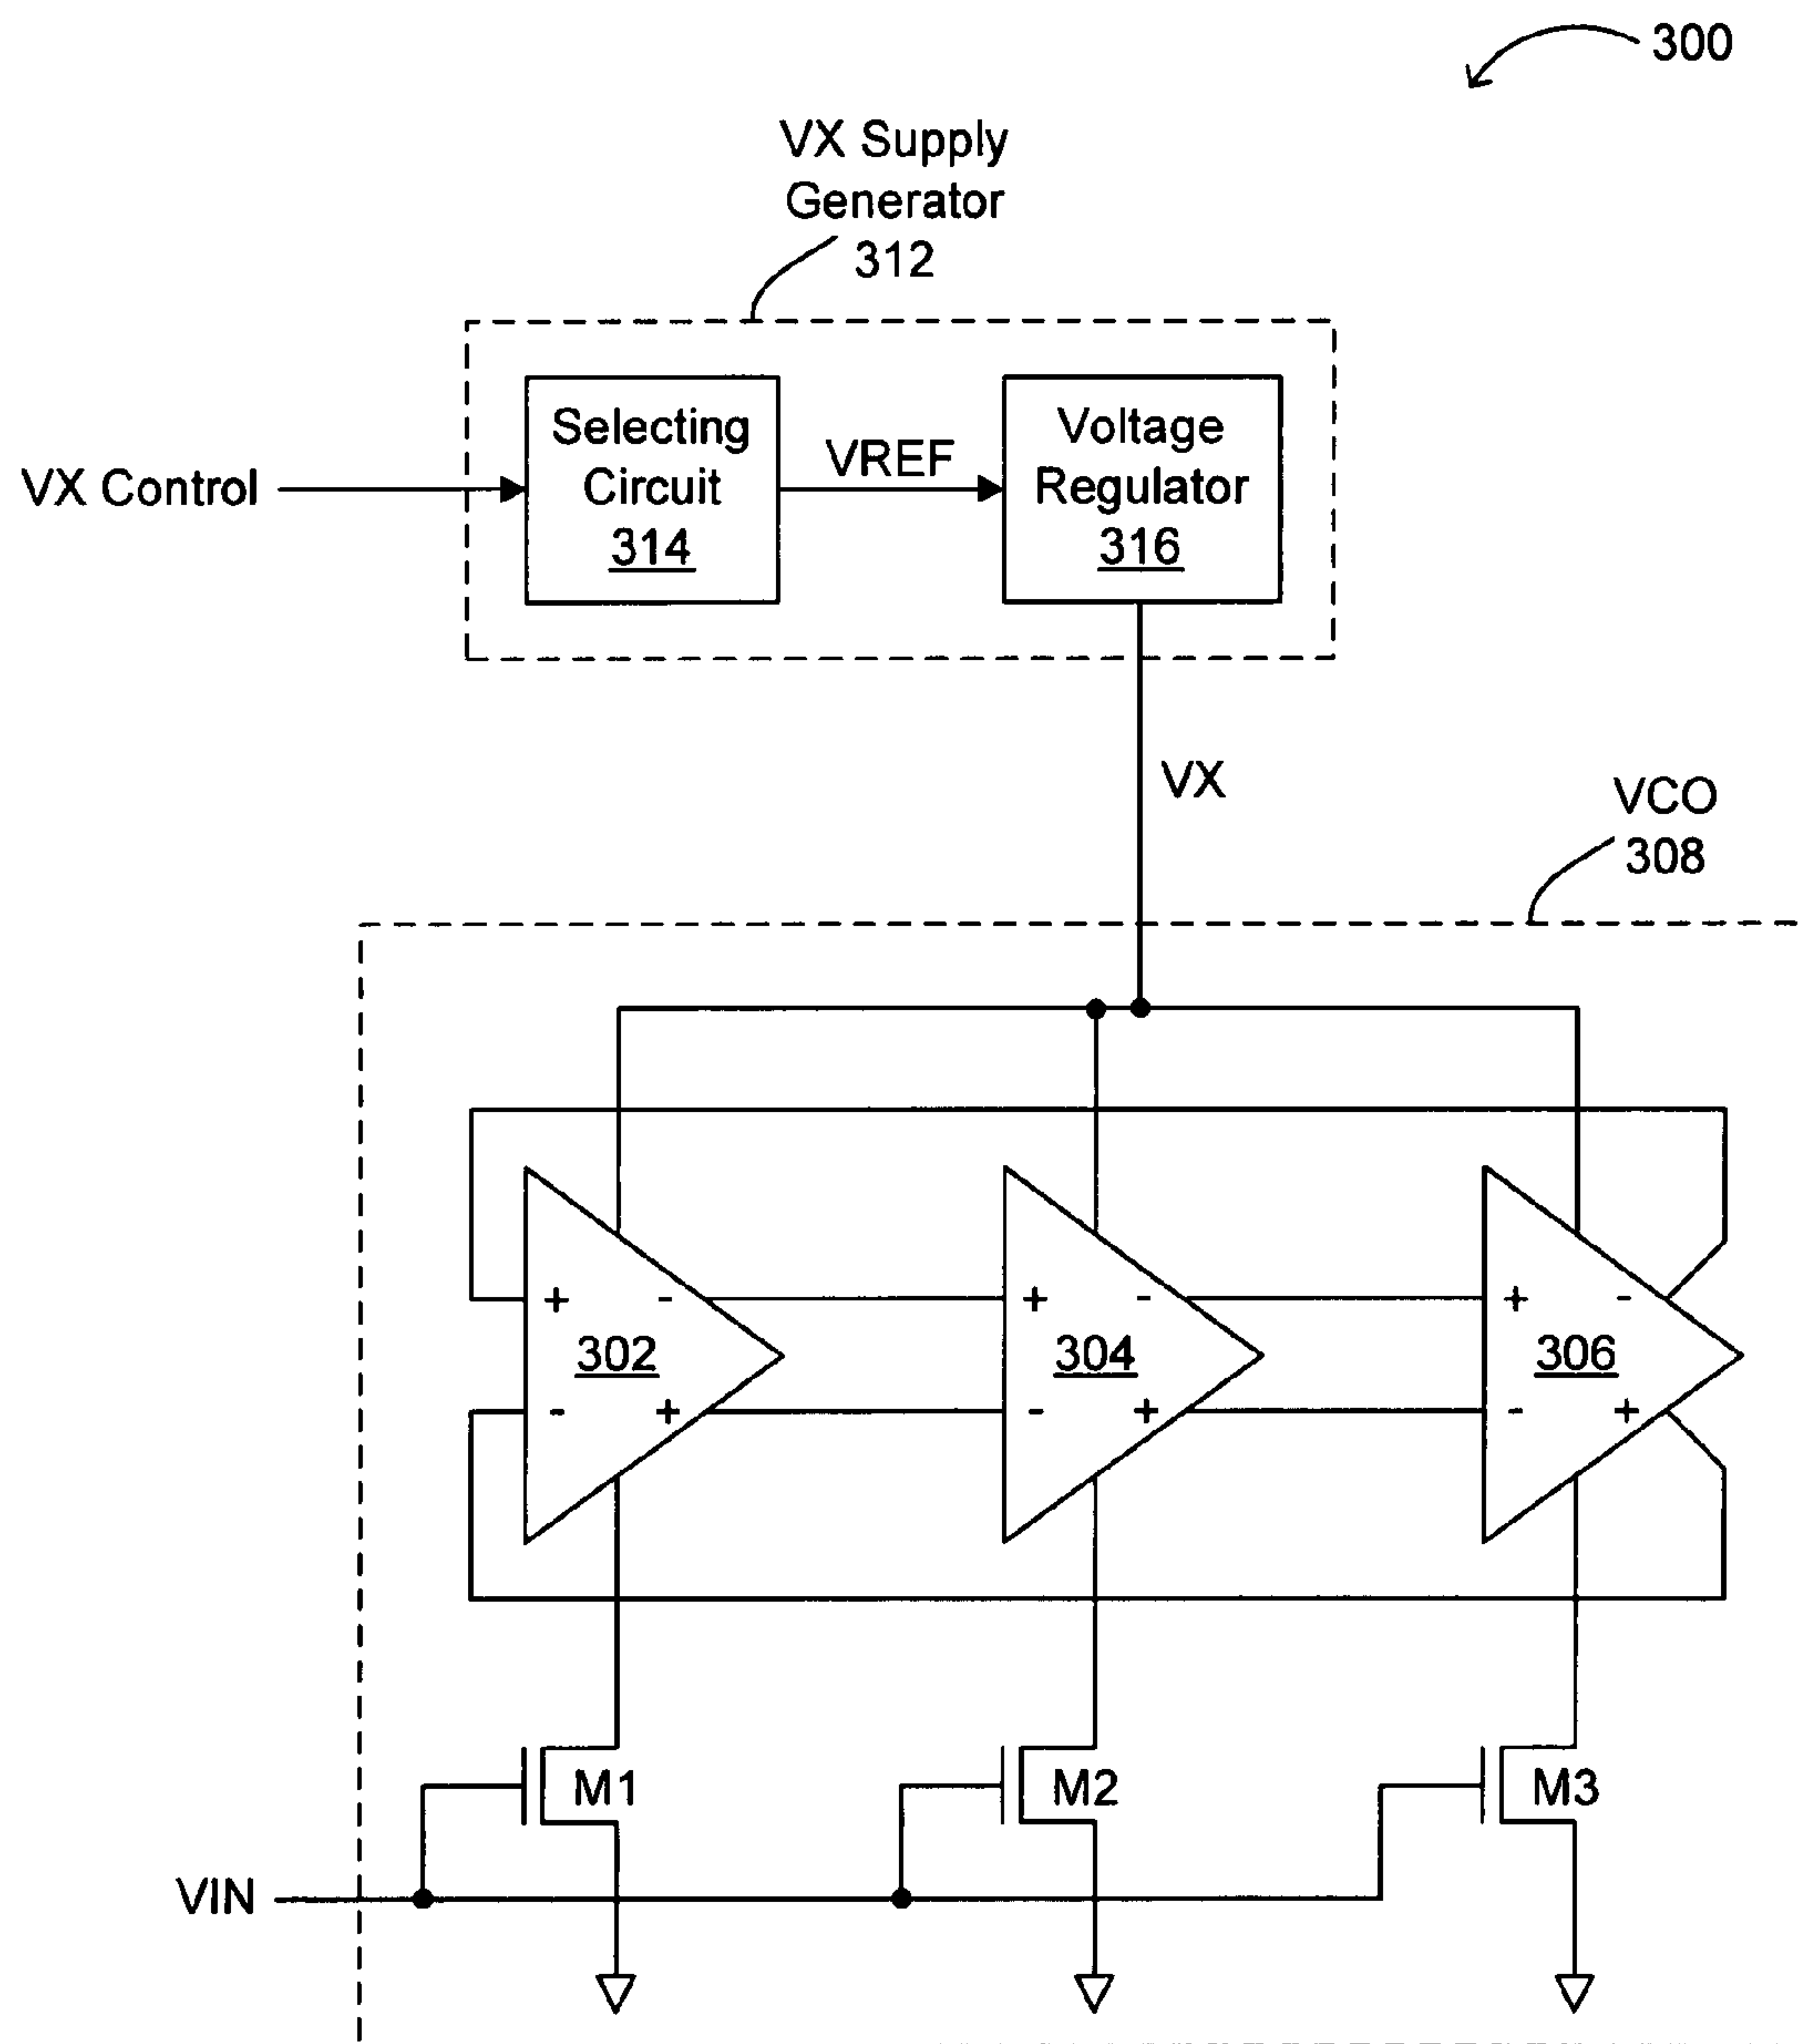 300
VX Supply
Generator
312
Selecting
Circuit
314
VREF
Voltage
Regulator
316
VX Control
VX
VCO
308
+ - + - + -
302 304 306
- + - + - +
M1 M2 M3
VIN